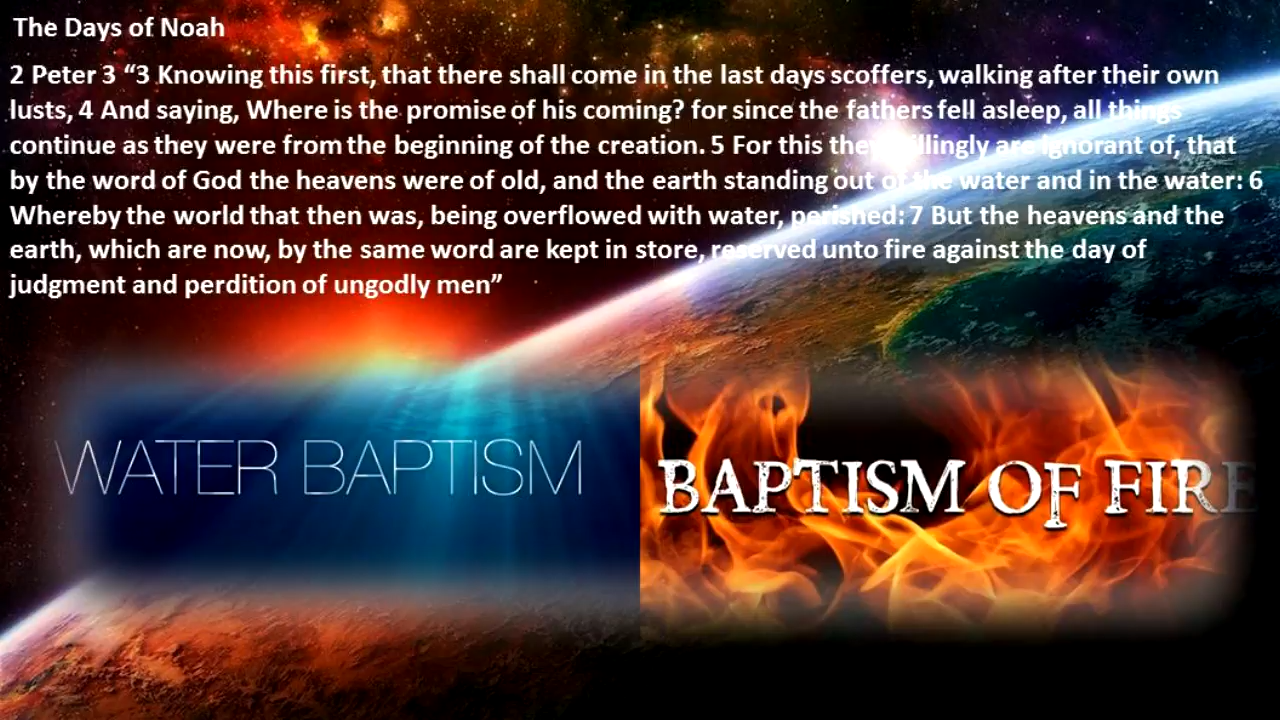 The Days of Noah
2 Peter 3 “3 Knowing this first, that there shall come in the last days scoffers, walking after their own
lusts, 4 And saying, Where is the promise of his coming? for since the fathers fell asleep, all things
continue as they were from the beginning of the creation. 5 For this they willingly are ignorant of, that
by the word of God the heavens were of old, and the earth standing out of the water and in the water: 6
Whereby the world that then was, being overflowed with water, perished: 7 But the heavens and the
earth, which are now, by the same word are kept in store, reserved unto fire against the day of
judgment and perdition of ungodly men”
WATER BAPTISM
BAPTISM OF FIRE